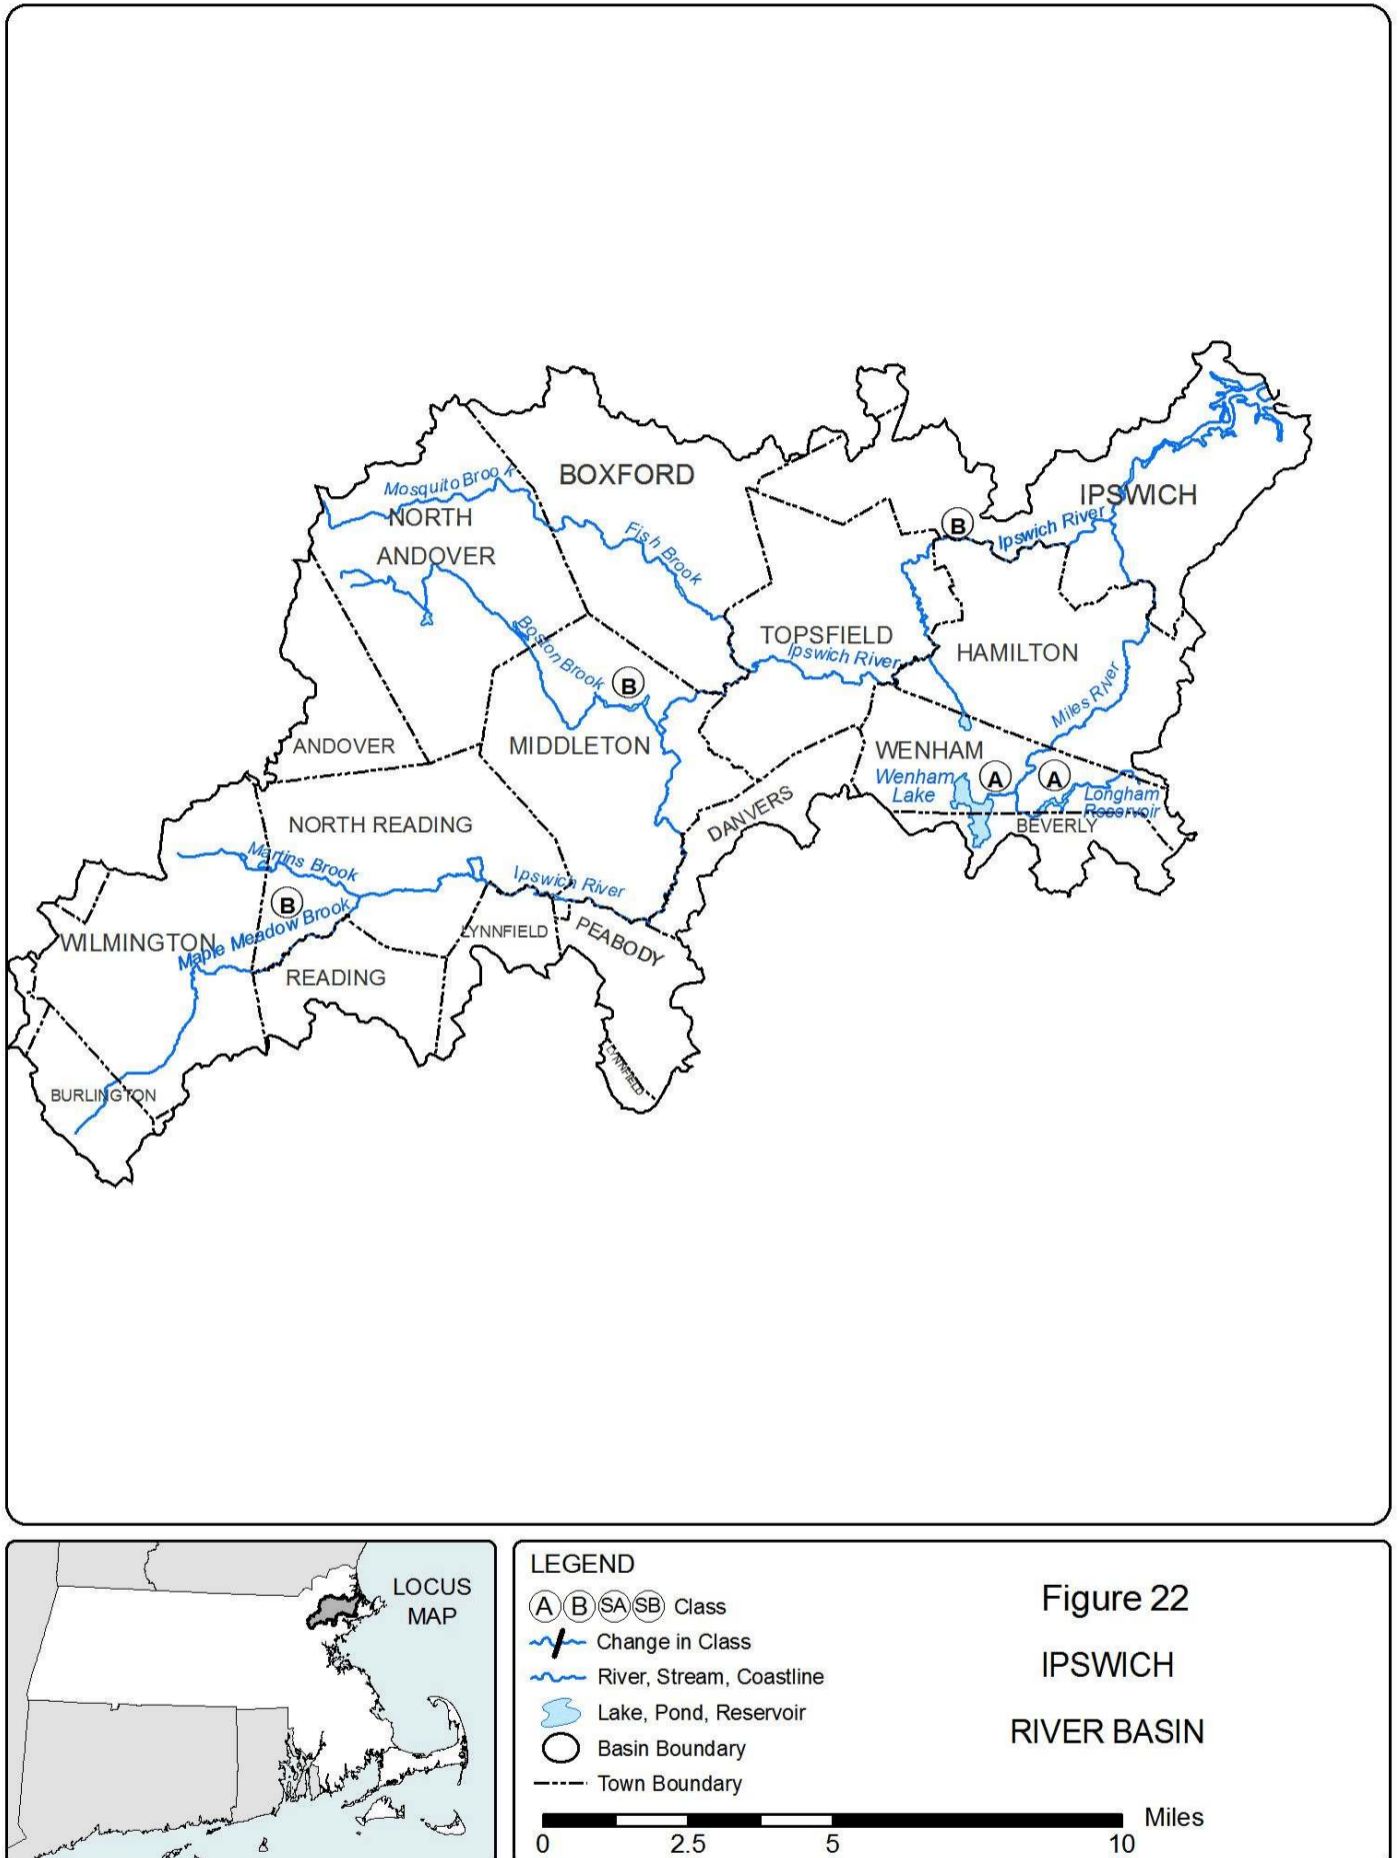 BOXFORD
Mosquito Brook
NORTH
ANDOVER
IPSWICH
B
Ipswich River
Fish Brook
TOPSFIELD
Ipswich River
HAMILTON
Boston Brook
B
Miles River
ANDOVER
MIDDLETON
WENHAM
Wenham
Lake
A
A
Longham
Reservoir
BEVERLY
DANVERS
NORTH READING
Martins Brook
Ipswich River
B
Maple Meadow Brook
WILMINGTON
LYNNFIELD
PEABODY
READING
LYNNFIELD
BURLINGTON
LOCUS
MAP
LEGEND
A B SA SB Class
Change in Class
River, Stream, Coastline
Lake, Pond, Reservoir
Basin Boundary
Town Boundary
Miles
0 2.5 5 10
Figure 22
IPSWICH
RIVER BASIN